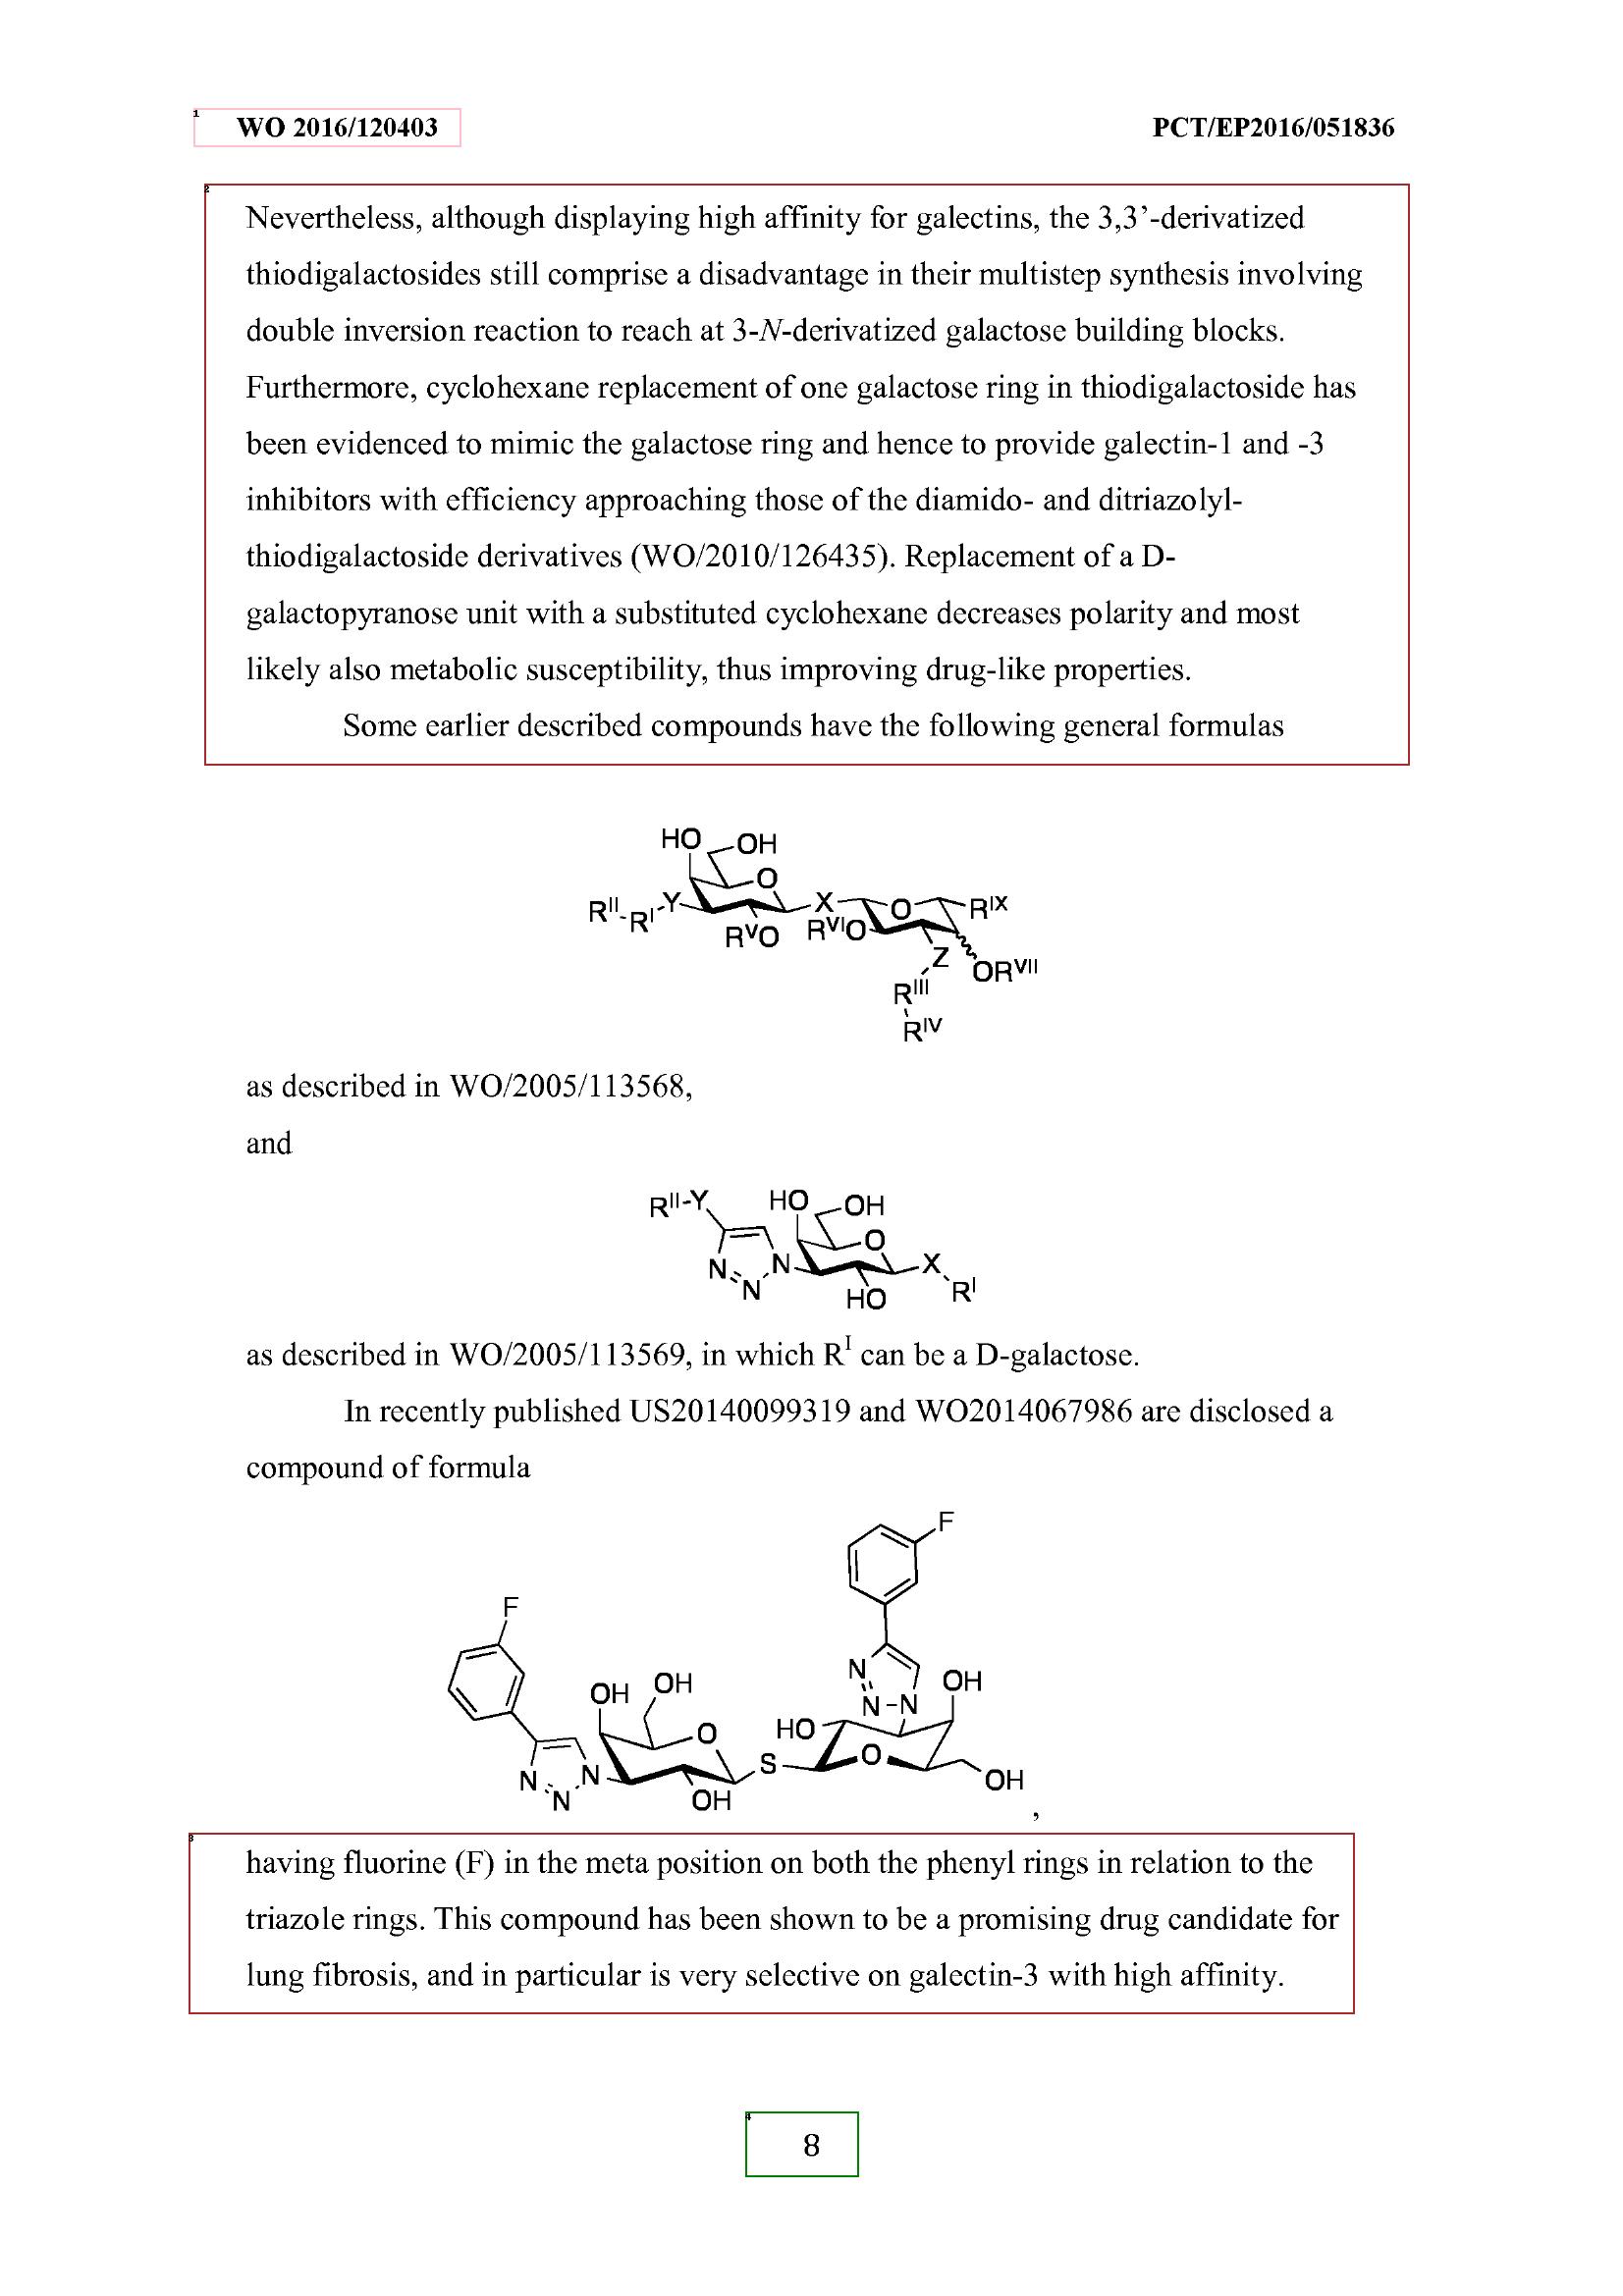 WO 2016/120403 PCT/EP2016/051836
Nevertheless, although displaying high affinity for galectins, the 3,3’-derivatized
thiodigalactosides still comprise a disadvantage in their multistep synthesis involving
double inversion reaction to reach at 3-N-derivatized galactose building blocks.
Furthermore, cyclohexane replacement of one galactose ring in thiodigalactoside has
been evidenced to mimic the galactose ring and hence to provide galectin-1 and -3
inhibitors with efficiency approaching those of the diamido- and ditriazolyl-
thiodigalactoside derivatives (WO/2010/126435). Replacement of a D-
galactopyranose unit with a substituted cyclohexane decreases polarity and most
likely also metabolic susceptibility, thus improving drug-like properties.
Some earlier described compounds have the following general formulas
HO OH
O
R^II R^I Y X O R^IX
R^VO R^VIO
Z OR^VII
R^III
R^IV
as described in WO/2005/113568,
and
R^II-Y HO OH
O
N N N X
HO R^I
as described in WO/2005/113569, in which R^I can be a D-galactose.
In recently published US20140099319 and WO2014067986 are disclosed a
compound of formula
F
F
N OH
OH OH N-N
HO
O O
S
N N N OH OH
,
having fluorine (F) in the meta position on both the phenyl rings in relation to the
triazole rings. This compound has been shown to be a promising drug candidate for
lung fibrosis, and in particular is very selective on galectin-3 with high affinity.
8